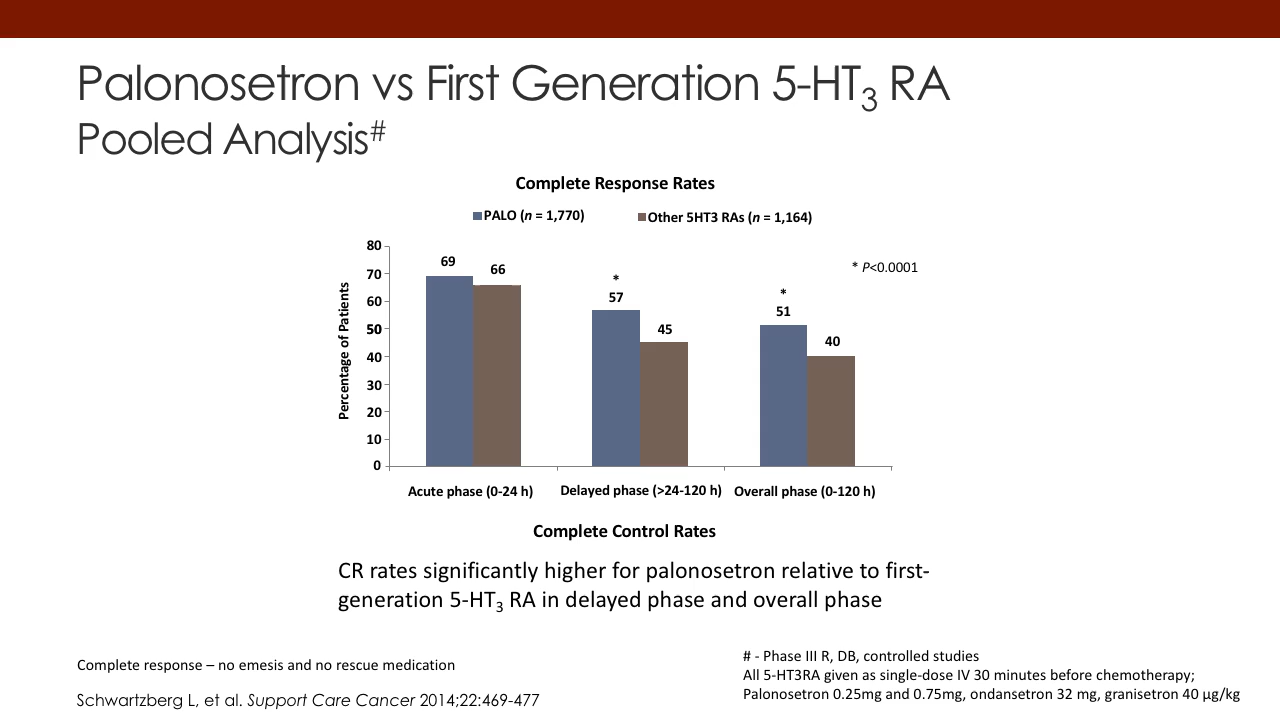 Palonosetron vs First Generation 5-HT3 RA
Pooled Analysis#
Complete Response Rates
PALO (n = 1,770)
Other 5HT3 RAs (n = 1,164)
Percentage of Patients
80
70
60
50
40
30
20
10
0
69
66
*
57
45
*
51
40
* P<0.0001
Acute phase (0-24 h)
Delayed phase (>24-120 h)
Overall phase (0-120 h)
Complete Control Rates
CR rates significantly higher for palonosetron relative to first-
generation 5-HT3 RA in delayed phase and overall phase
Complete response – no emesis and no rescue medication
Schwartzberg L, et al. Support Care Cancer 2014;22:469-477
# - Phase III R, DB, controlled studies
All 5-HT3RA given as single-dose IV 30 minutes before chemotherapy;
Palonosetron 0.25mg and 0.75mg, ondansetron 32 mg, granisetron 40 µg/kg